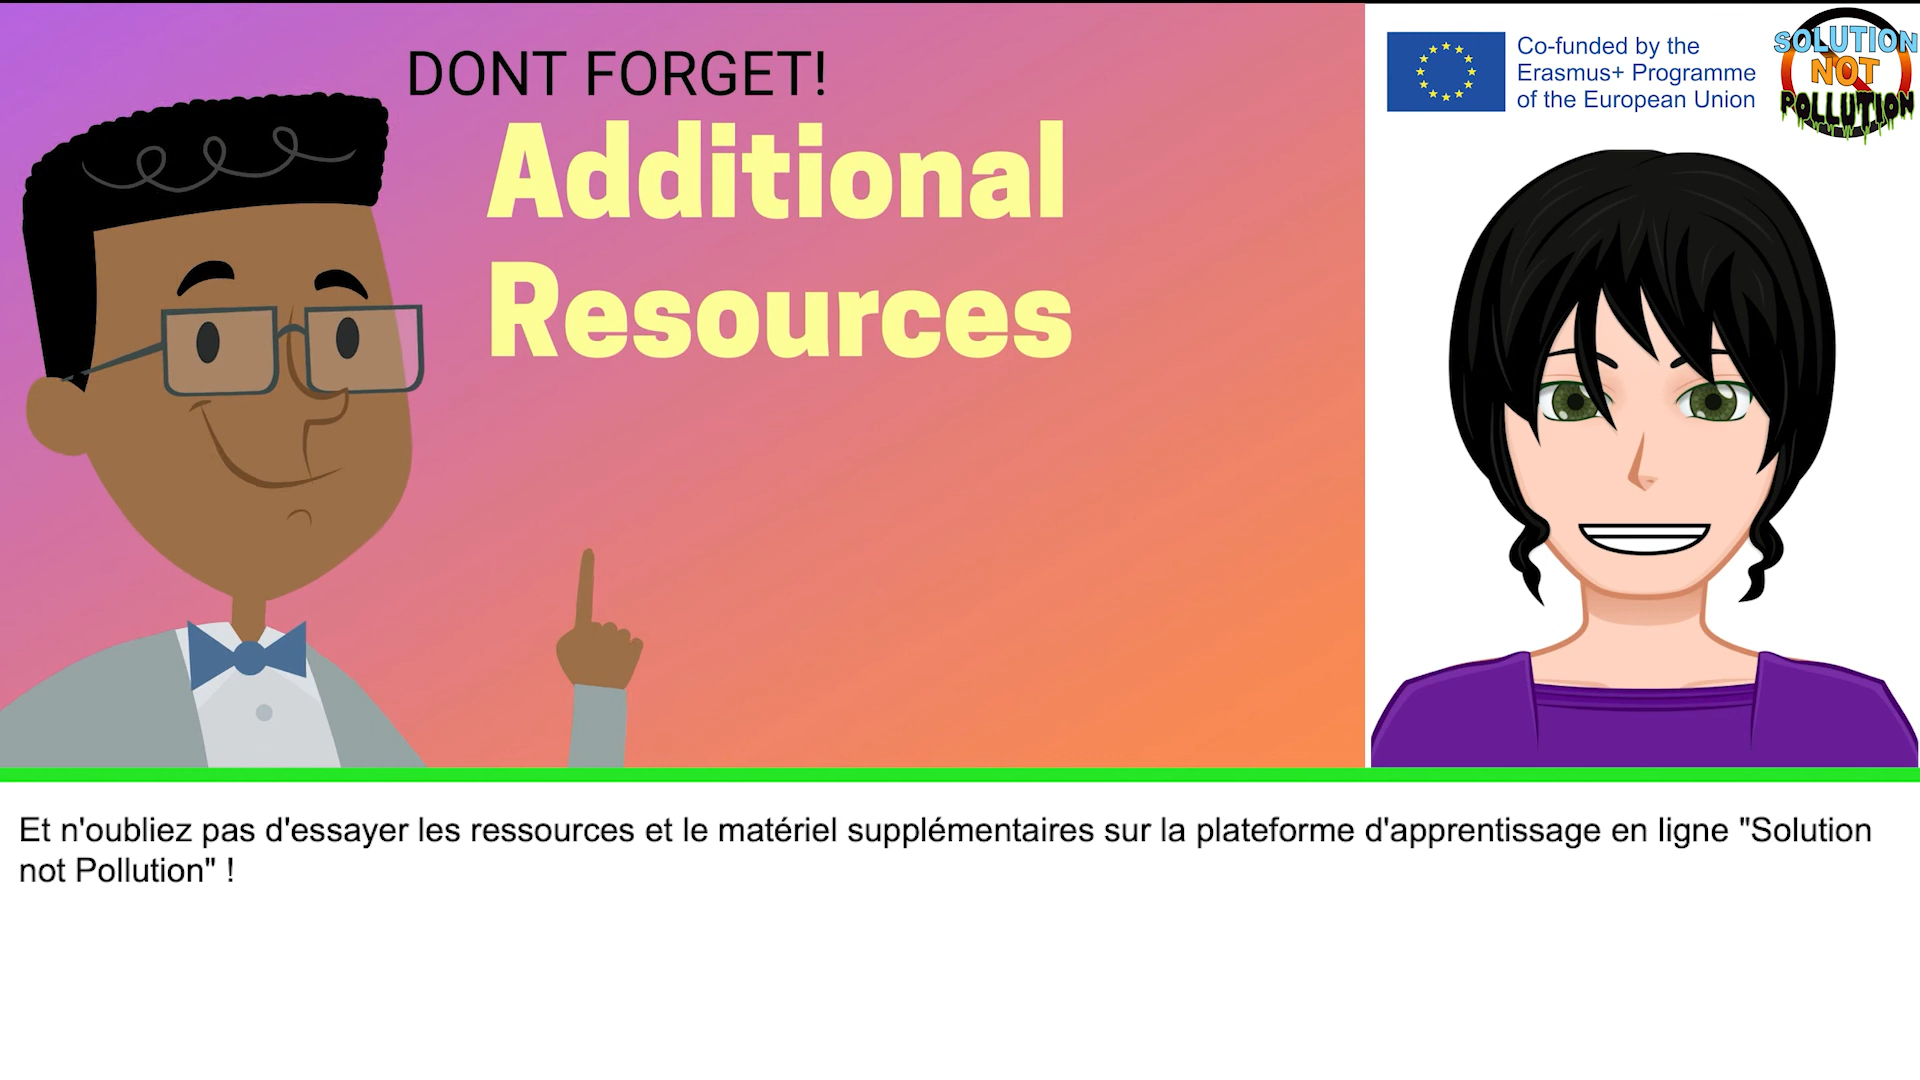 DONT FORGET!
Additional
Resources
Co-funded by the
Erasmus+ Programme
of the European Union
SOLUTION
NOT
POLLUTION
Et n'oubliez pas d'essayer les ressources et le matériel supplémentaires sur la plateforme d'apprentissage en ligne "Solution
not Pollution" !